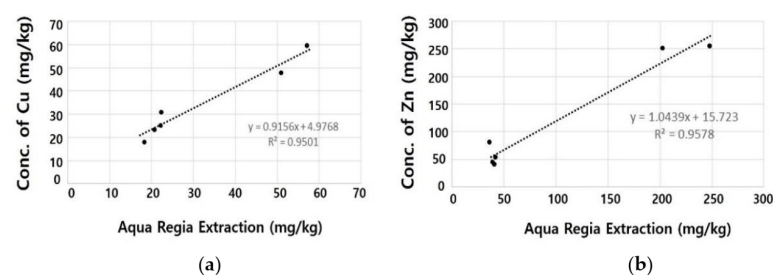 70
60
50
40
30
20
10
0
Conc. of Cu (mg/kg)
y = 0.9156x + 4.9768
R² = 0.9501
0 10 20 30 40 50 60 70
Aqua Regia Extraction (mg/kg)
(a)
300
250
200
150
100
50
0
Conc. of Zn (mg/kg)
y = 1.0439x + 15.723
R² = 0.9578
0 50 100 150 200 250 300
Aqua Regia Extraction (mg/kg)
(b)